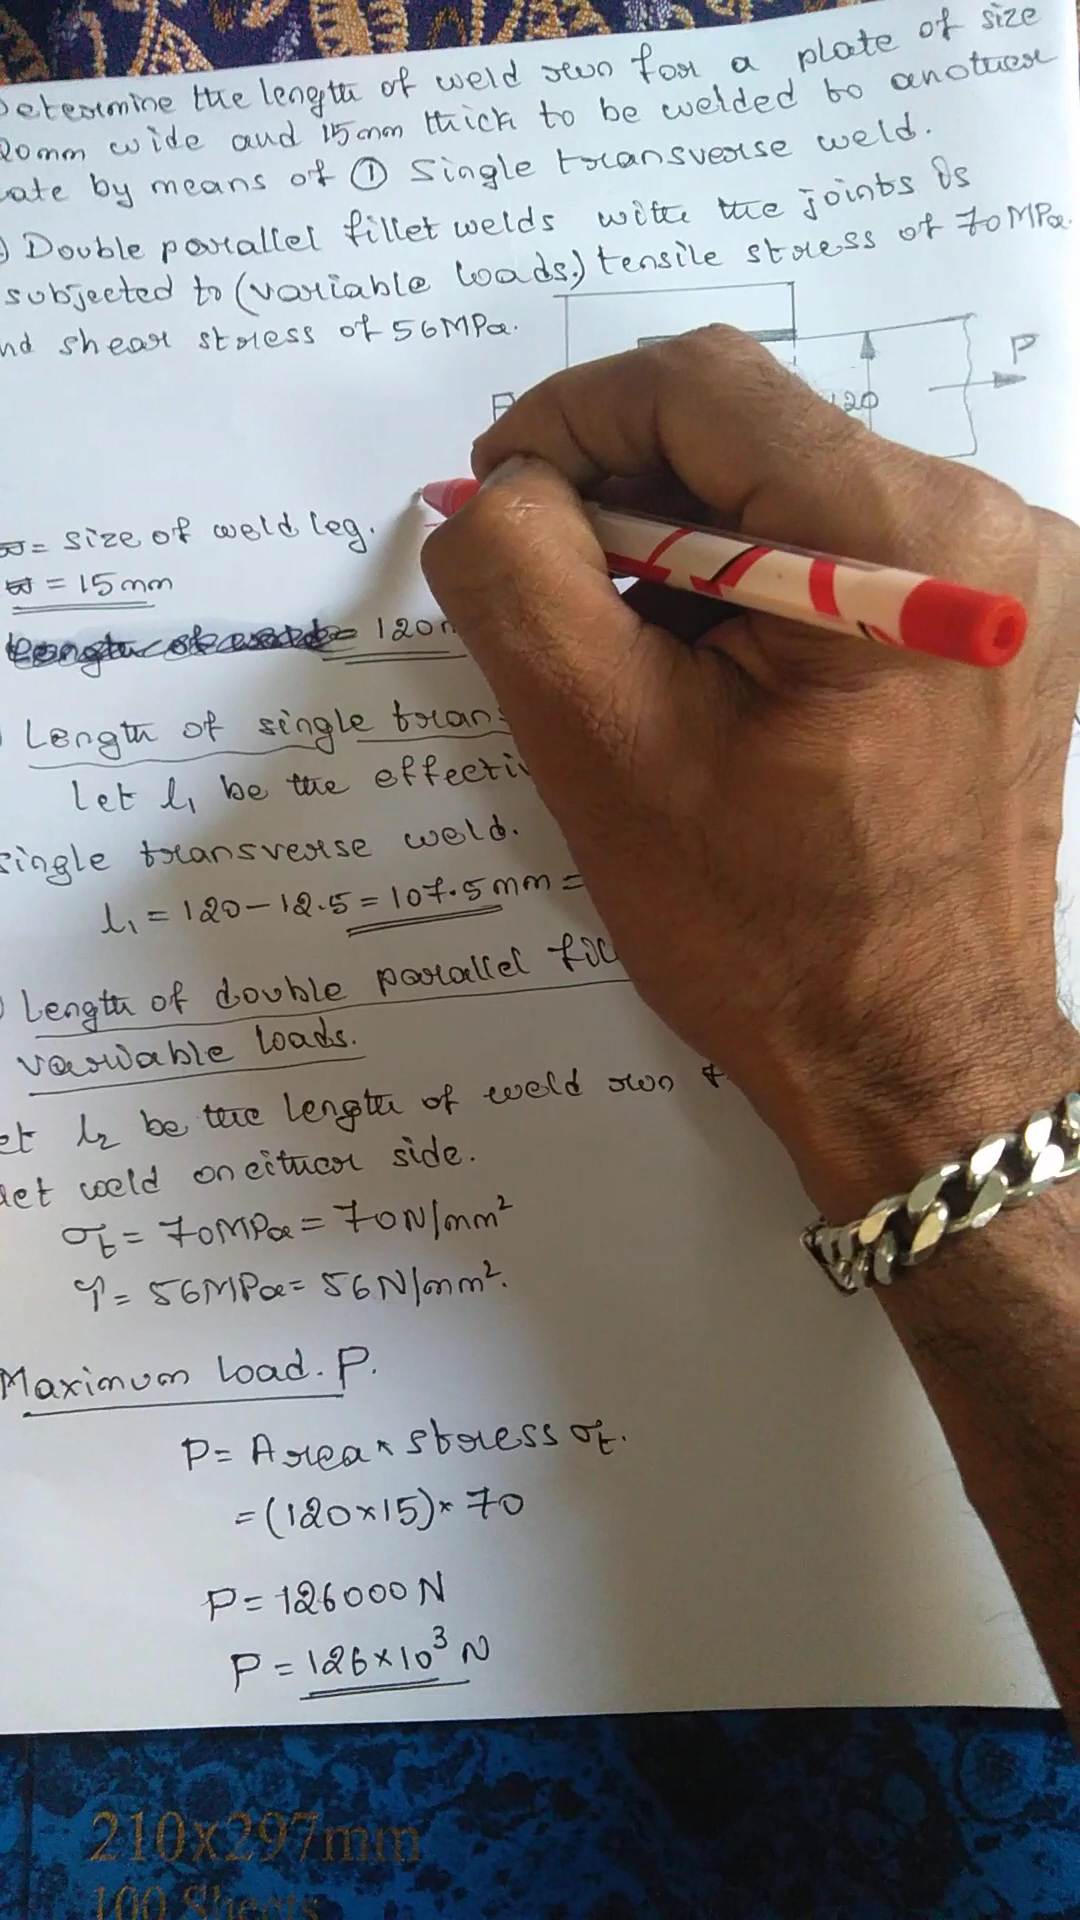 Determine the length of weld run for a plate of size
20mm wide and 15mm thick to be welded to another
ate by means of ① Single transverse weld.
) Double parallel fillet welds with the joints is
subjected to (variable loads.) tensile stress of 70MPa.
nd shear stress of 56MPa.
P
P
120
= size of weld leg.
= 15mm
= 120
Length of single trans
Let l₁ be the effecti
single transverse weld.
l₁ = 120 - 12.5 = 107.5mm =
) Length of double parallel fill
variable loads.
et l₂ be the length of weld run f
let weld on either side.
σt = 70MPa = 70N/mm²
τ = 56MPa = 56N/mm².
Maximum Load. P.
P = Area × stress σt.
= (120×15) × 70
P = 126000 N
P = 126×10³ N
210x297mm
100 Sheets